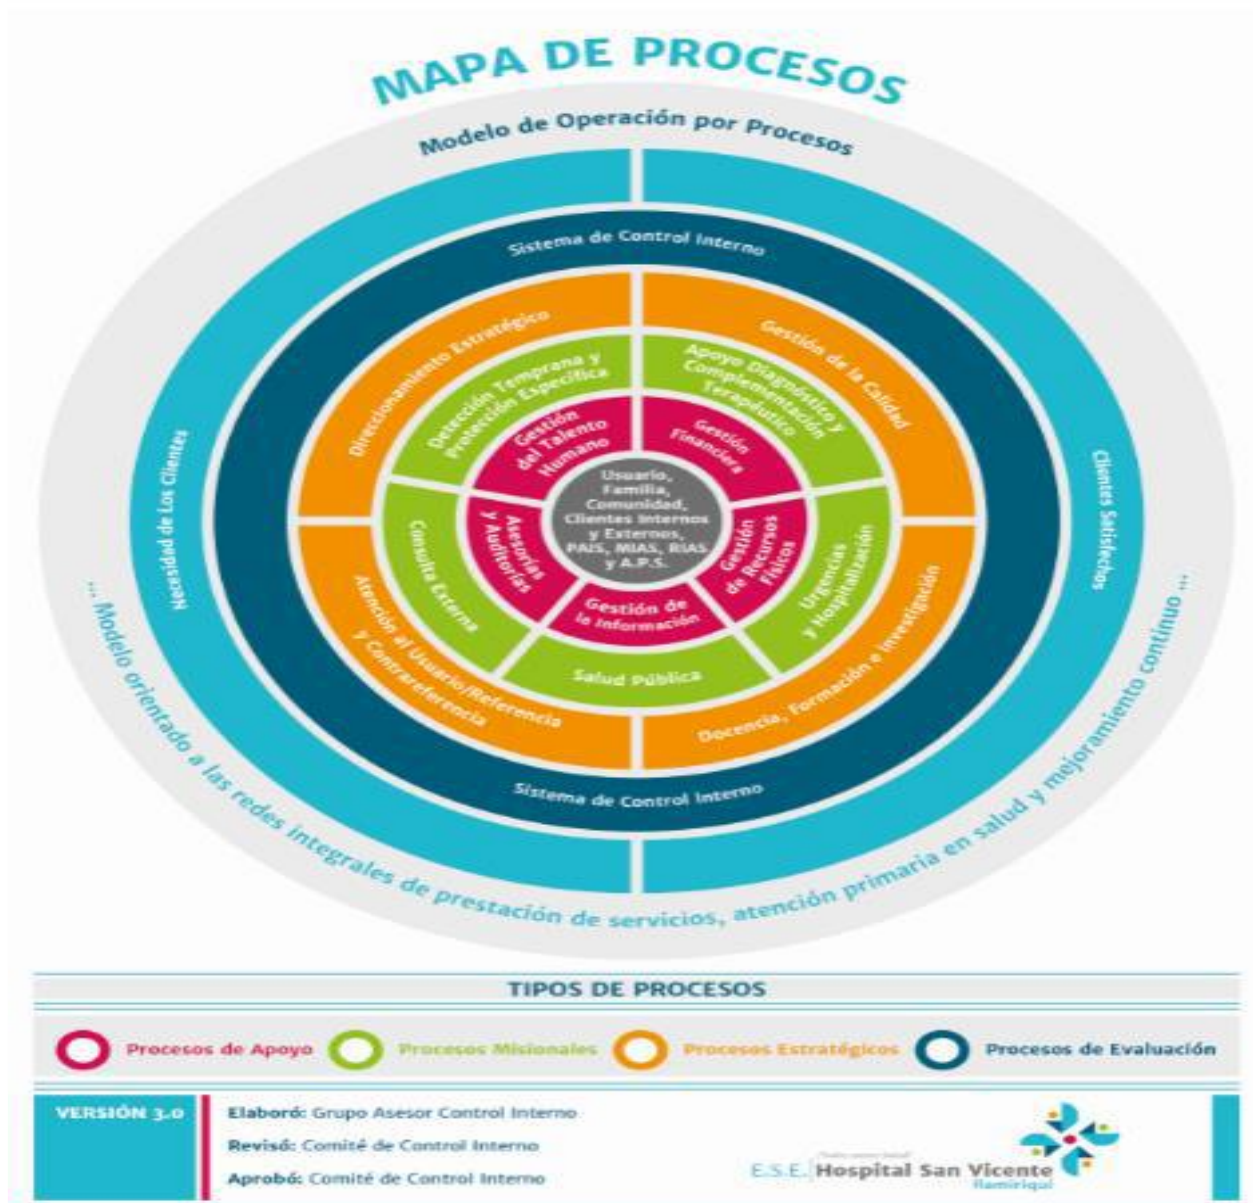 MAPA DE PROCESOS
Modelo de Operación por Procesos
Sistema de Control Interno
Direccionamiento Estratégico
Gestión de la Calidad
Detección Temprana y
Protección Específica
Apoyo Diagnóstico y
Complementación
Terapéutico
Gestión
del Talento
Humano
Gestión
Financiera
Necesidad de Los Clientes
Clientes Satisfechos
Usuario,
Familia,
Comunidad,
Clientes Internos
y Externos,
PAIS, MIAS, RIAS
y A.P.S.
Consulta Externa
Asesorías
y Auditorías
Gestión
de Recursos
Físicos
Urgencias
y Hospitalización
Gestión de
la Información
Salud Pública
Atención al Usuario/Referencia
y Contrareferencia
Docencia, Formación e Investigación
Sistema de Control Interno
... Modelo orientado a las redes integrales de prestación de servicios, atención primaria en salud y mejoramiento continuo ...
TIPOS DE PROCESOS
Procesos de Apoyo
Procesos Misionales
Procesos Estratégicos
Procesos de Evaluación
VERSIÓN 3.0
Elaboró: Grupo Asesor Control Interno
Revisó: Comité de Control Interno
Aprobó: Comité de Control Interno
E.S.E. Hospital San Vicente
Ramiriquí